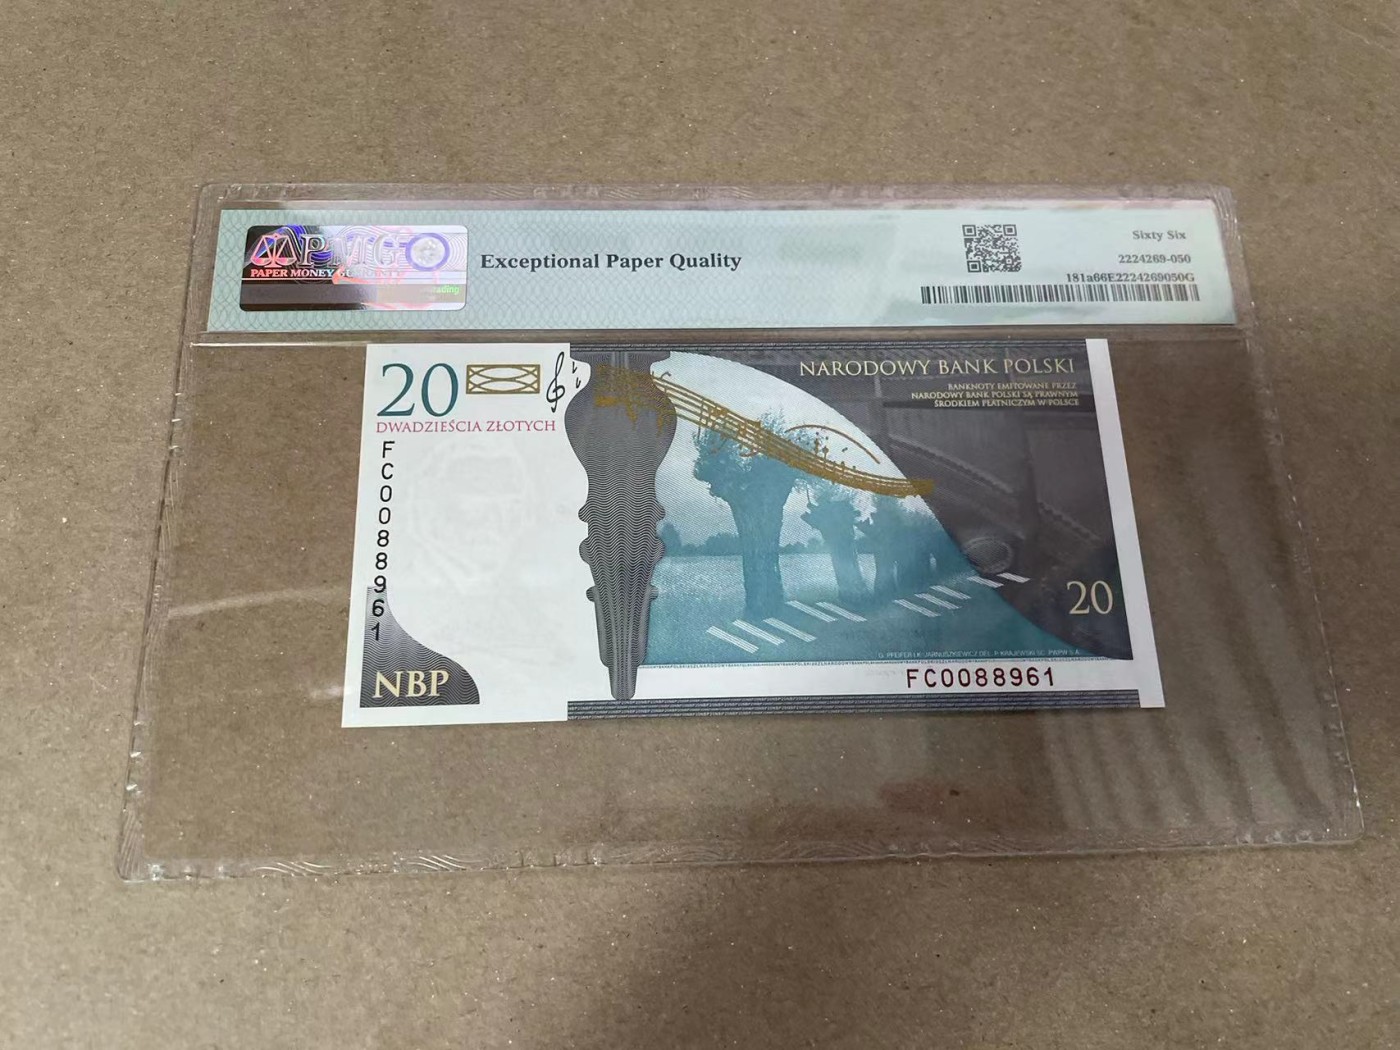 PMG
PAPER MONEY GUARANTY
Exceptional Paper Quality
Sixty Six
2224269-050
181a66E2224269050G
20
DWADZIEŚCIA ZŁOTYCH
FC0088961
NBP
NARODOWY BANK POLSKI
BANKNOTY EMITOWANE PRZEZ
NARODOWY BANK POLSKI SĄ PRAWNYM
ŚRODKIEM PŁATNICZYM W POLSCE
20
FC0088961